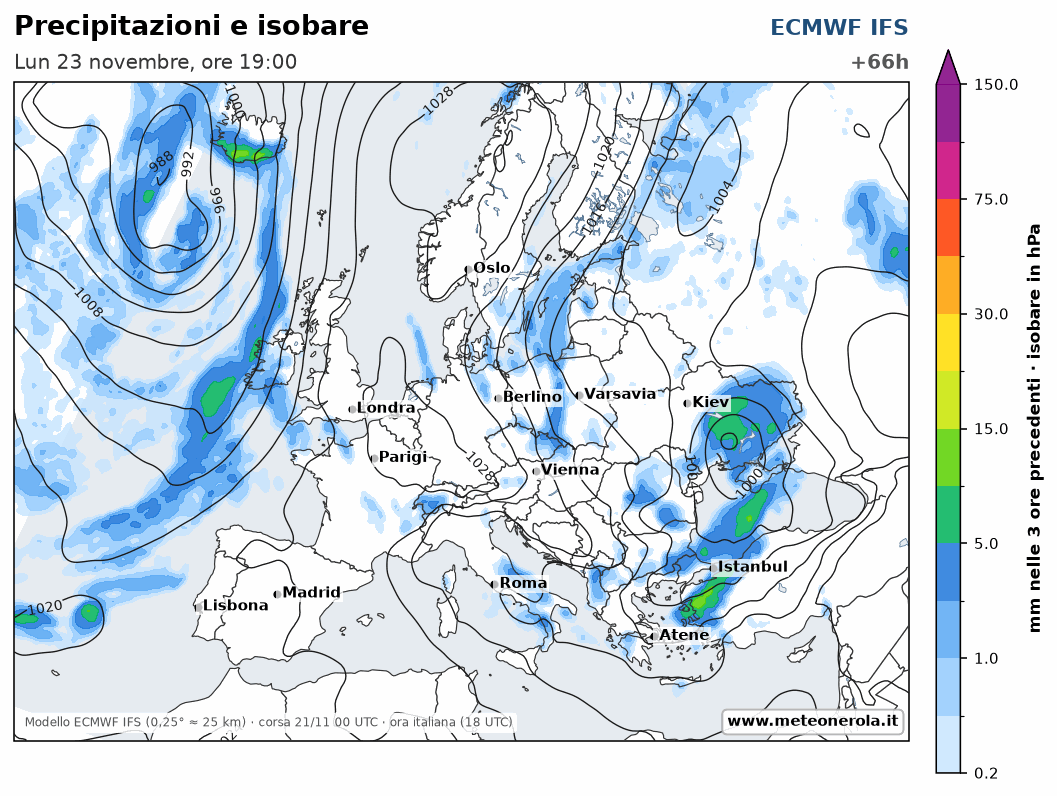 Precipitazioni e isobare
ECMWF IFS
Lun 23 novembre, ore 19:00
+66h
150.0
75.0
30.0
15.0
5.0
1.0
0.2
mm nelle 3 ore precedenti · isobare in hPa
1000
1028
988
992
996
1020
1016
1004
1008
Oslo
Berlino
Varsavia
Kiev
Londra
Parigi
1028
Vienna
1000
Istanbul
Roma
Madrid
Lisbona
1020
Atene
Modello ECMWF IFS (0,25° ≈ 25 km) · corsa 21/11 00 UTC · ora italiana (18 UTC)
www.meteonerola.it